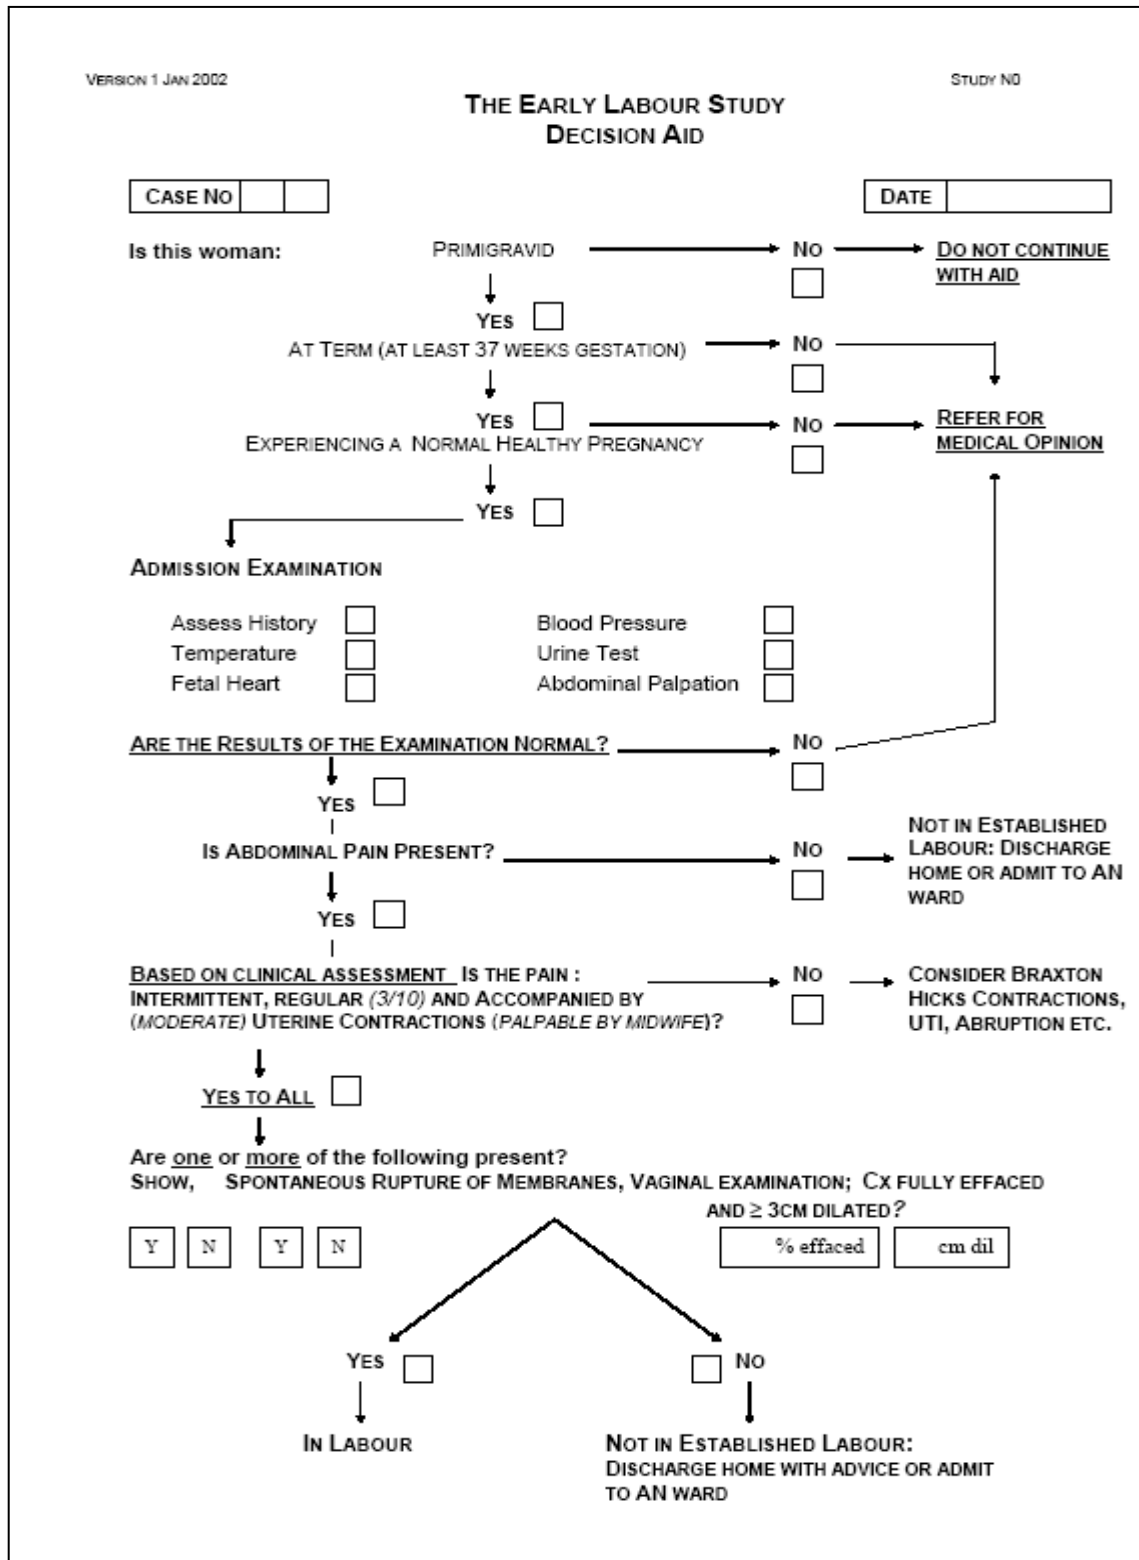 VERSION 1 JAN 2002
STUDY N0
THE EARLY LABOUR STUDY
DECISION AID
CASE NO
DATE
Is this woman:
PRIMIGRAVID
NO
DO NOT CONTINUE
WITH AID
YES
AT TERM (AT LEAST 37 WEEKS GESTATION)
NO
YES
NO
REFER FOR
MEDICAL OPINION
EXPERIENCING A NORMAL HEALTHY PREGNANCY
YES
ADMISSION EXAMINATION
Assess History
Blood Pressure
Temperature
Urine Test
Fetal Heart
Abdominal Palpation
ARE THE RESULTS OF THE EXAMINATION NORMAL?
NO
YES
IS ABDOMINAL PAIN PRESENT?
NO
NOT IN ESTABLISHED
LABOUR: DISCHARGE
HOME OR ADMIT TO AN
WARD
YES
BASED ON CLINICAL ASSESSMENT IS THE PAIN :
INTERMITTENT, REGULAR (3/10) AND ACCOMPANIED BY
(MODERATE) UTERINE CONTRACTIONS (PALPABLE BY MIDWIFE)?
NO
CONSIDER BRAXTON
HICKS CONTRACTIONS,
UTI, ABRUPTION ETC.
YES TO ALL
Are one or more of the following present?
SHOW, SPONTANEOUS RUPTURE OF MEMBRANES, VAGINAL EXAMINATION; CX FULLY EFFACED
AND ≥ 3CM DILATED?
Y N Y N
% effaced
cm dil
YES
NO
IN LABOUR
NOT IN ESTABLISHED LABOUR:
DISCHARGE HOME WITH ADVICE OR ADMIT
TO AN WARD